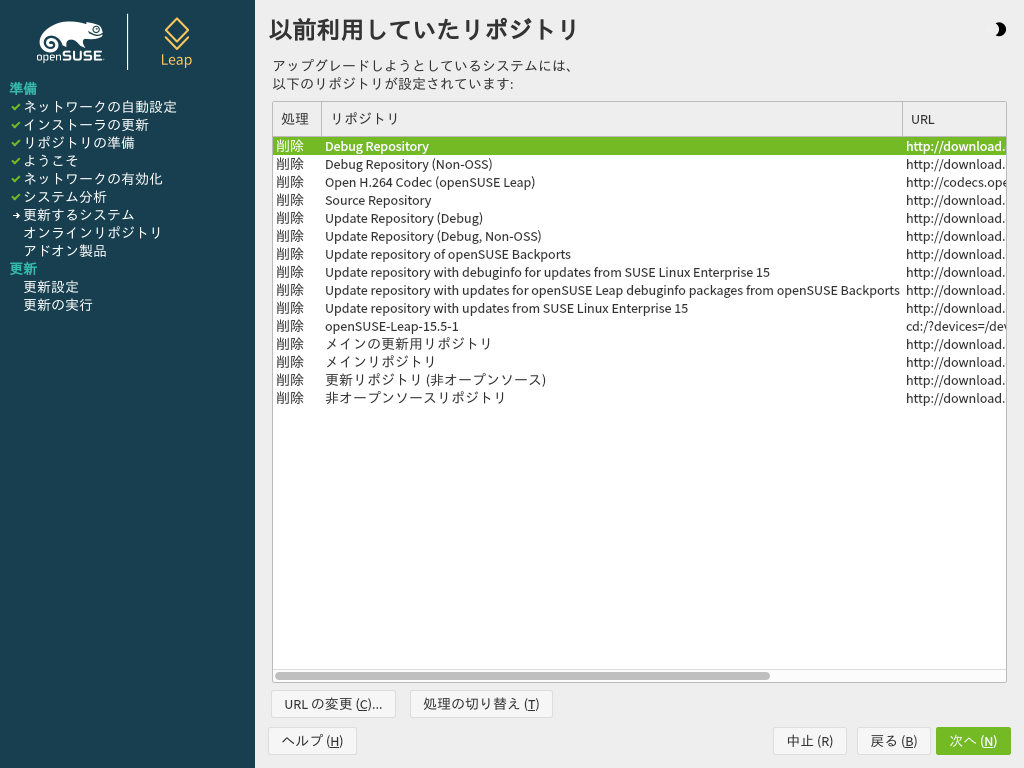 openSUSE
Leap
準備
ネットワークの自動設定
インストーラの更新
リポジトリの準備
ようこそ
ネットワークの有効化
システム分析
更新するシステム
オンラインリポジトリ
アドオン製品
更新
更新設定
更新の実行
以前利用していたリポジトリ
アップグレードしようとしているシステムには、
以下のリポジトリが設定されています:
処理 リポジトリ URL
削除 Debug Repository http://download.
削除 Debug Repository (Non-OSS) http://download.
削除 Open H.264 Codec (openSUSE Leap) http://codecs.ope
削除 Source Repository http://download.
削除 Update Repository (Debug) http://download.
削除 Update Repository (Debug, Non-OSS) http://download.
削除 Update repository of openSUSE Backports http://download.
削除 Update repository with debuginfo for updates from SUSE Linux Enterprise 15 http://download.
削除 Update repository with updates for openSUSE Leap debuginfo packages from openSUSE Backports http://download.
削除 Update repository with updates from SUSE Linux Enterprise 15 http://download.
削除 openSUSE-Leap-15.5-1 cd:/?devices=/dev
削除 メインの更新用リポジトリ http://download.
削除 メインリポジトリ http://download.
削除 更新リポジトリ (非オープンソース) http://download.
削除 非オープンソースリポジトリ http://download.
URL の変更 (C)... 処理の切り替え (T)
ヘルプ (H) 中止 (R) 戻る (B) 次へ (N)